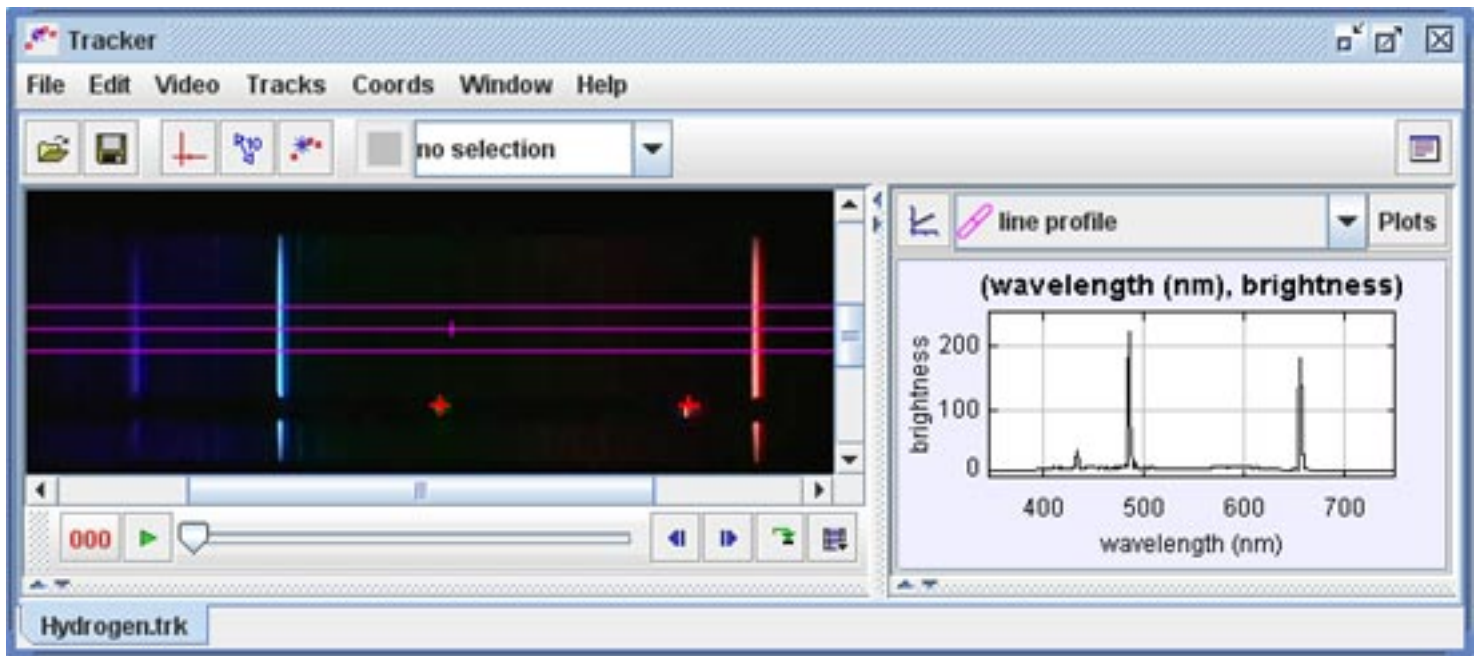 Tracker
File Edit Video Tracks Coords Window Help
no selection
line profile
Plots
(wavelength (nm), brightness)
brightness
200
100
0
400 500 600 700
wavelength (nm)
000
Hydrogen.trk